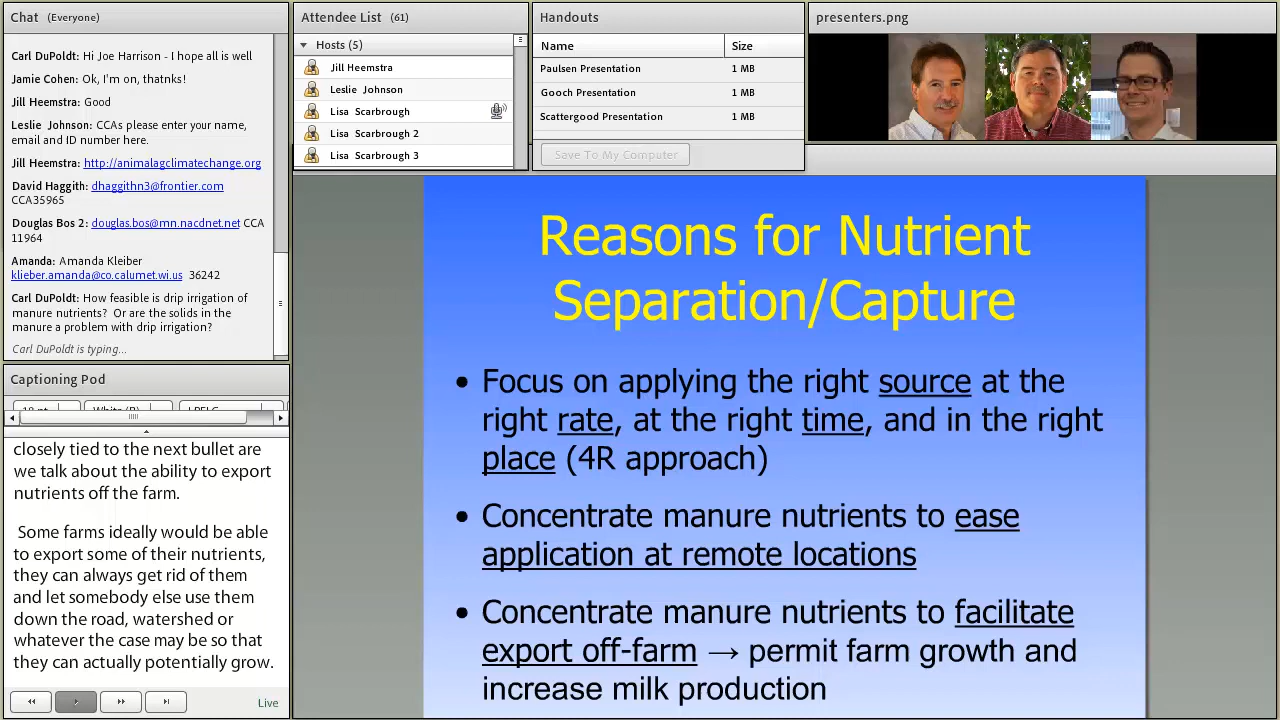 Chat (Everyone)
Carl DuPoldt: Hi Joe Harrison - I hope all is well
Jamie Cohen: Ok, I'm on, thatnks!
Jill Heemstra: Good
Leslie Johnson: CCAs please enter your name,
email and ID number here.
Jill Heemstra: http://animalagclimatechange.org
David Haggith: dhaggithn3@frontier.com
CCA35965
Douglas Bos 2: douglas.bos@mn.nacdnet.net CCA
11964
Amanda: Amanda Kleiber
klieber.amanda@co.calumet.wi.us 36242
Carl DuPoldt: How feasible is drip irrigation of
manure nutrients? Or are the solids in the
manure a problem with drip irrigation?
Carl DuPoldt is typing...
Captioning Pod
closely tied to the next bullet are
we talk about the ability to export
nutrients off the farm.
Some farms ideally would be able
to export some of their nutrients,
they can always get rid of them
and let somebody else use them
down the road, watershed or
whatever the case may be so that
they can actually potentially grow.
Live
Attendee List (61)
Hosts (5)
Jill Heemstra
Leslie Johnson
Lisa Scarbrough
Lisa Scarbrough 2
Lisa Scarbrough 3
Handouts
Name Size
Paulsen Presentation 1 MB
Gooch Presentation 1 MB
Scattergood Presentation 1 MB
Save To My Computer
presenters.png
Reasons for Nutrient
Separation/Capture
• Focus on applying the right source at the
right rate, at the right time, and in the right
place (4R approach)
• Concentrate manure nutrients to ease
application at remote locations
• Concentrate manure nutrients to facilitate
export off-farm → permit farm growth and
increase milk production